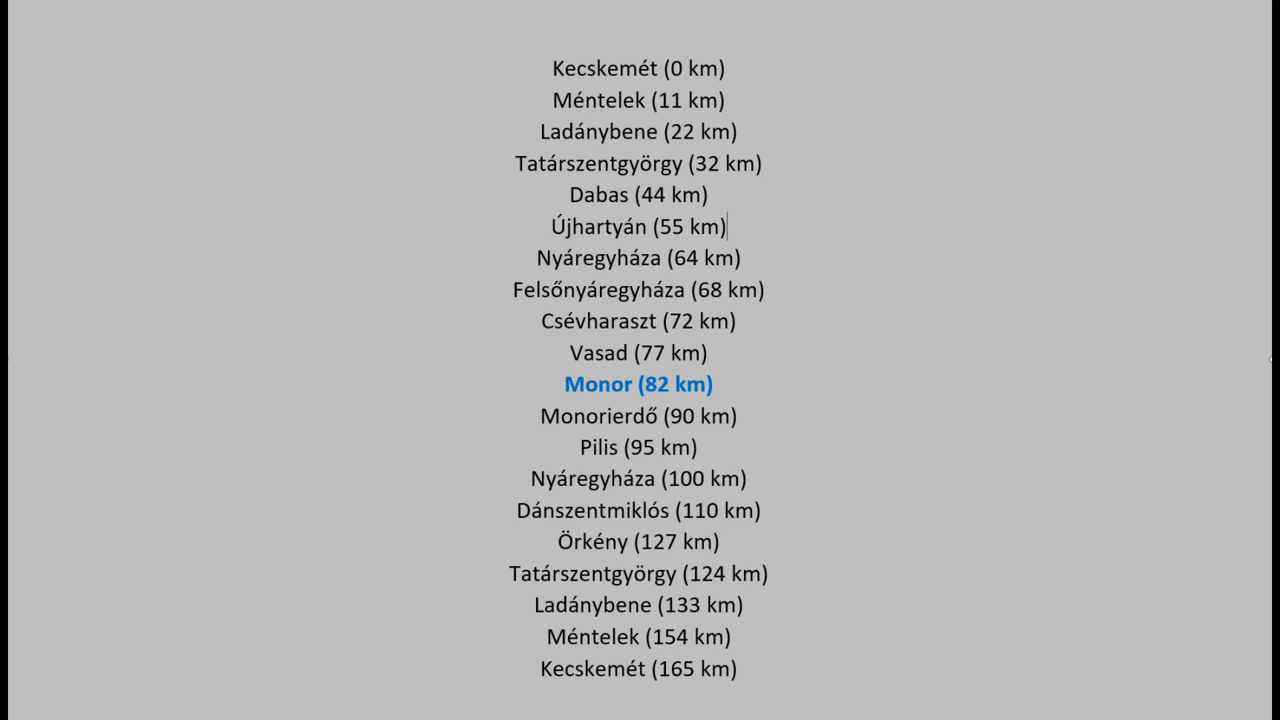 Kecskemét (0 km)
Méntelek (11 km)
Ladánybene (22 km)
Tatárszentgyörgy (32 km)
Dabas (44 km)
Újhartyán (55 km)
Nyáregyháza (64 km)
Felsőnyáregyháza (68 km)
Csévharaszt (72 km)
Vasad (77 km)
Monor (82 km)
Monorierdő (90 km)
Pilis (95 km)
Nyáregyháza (100 km)
Dánszentmiklós (110 km)
Örkény (127 km)
Tatárszentgyörgy (124 km)
Ladánybene (133 km)
Méntelek (154 km)
Kecskemét (165 km)